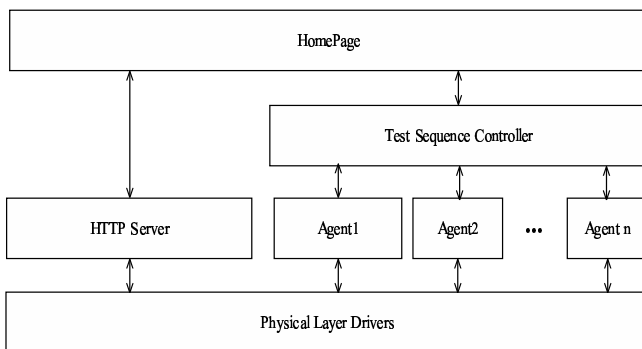 HomePage
Test Sequence Controller
HTTP Server
Agent1
Agent2
•••
Agent n
Physical Layer Drivers